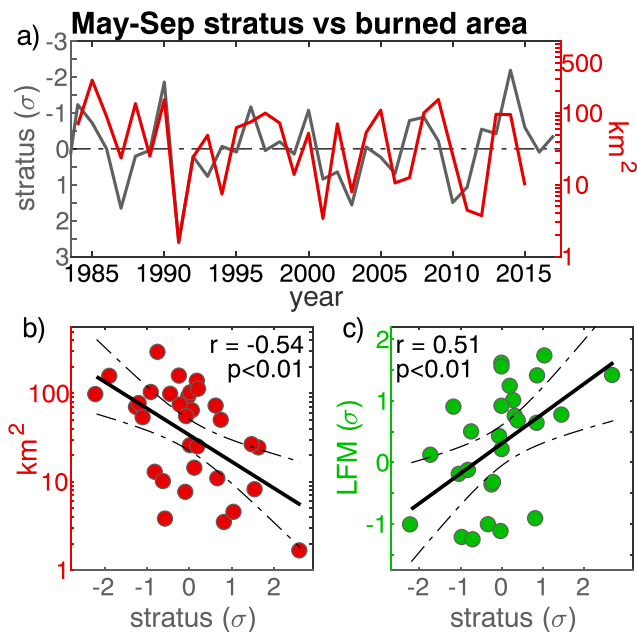 May-Sep stratus vs burned area
a)
-3
-2
-1
0
1
2
3
stratus (σ)
500
100
10
1
km²
1985 1990 1995 2000 2005 2010 2015
year
b)
r = -0.54
p<0.01
100
10
1
km²
-2 -1 0 1 2
stratus (σ)
c)
r = 0.51
p<0.01
2
1
0
-1
LFM (σ)
-2 -1 0 1 2
stratus (σ)